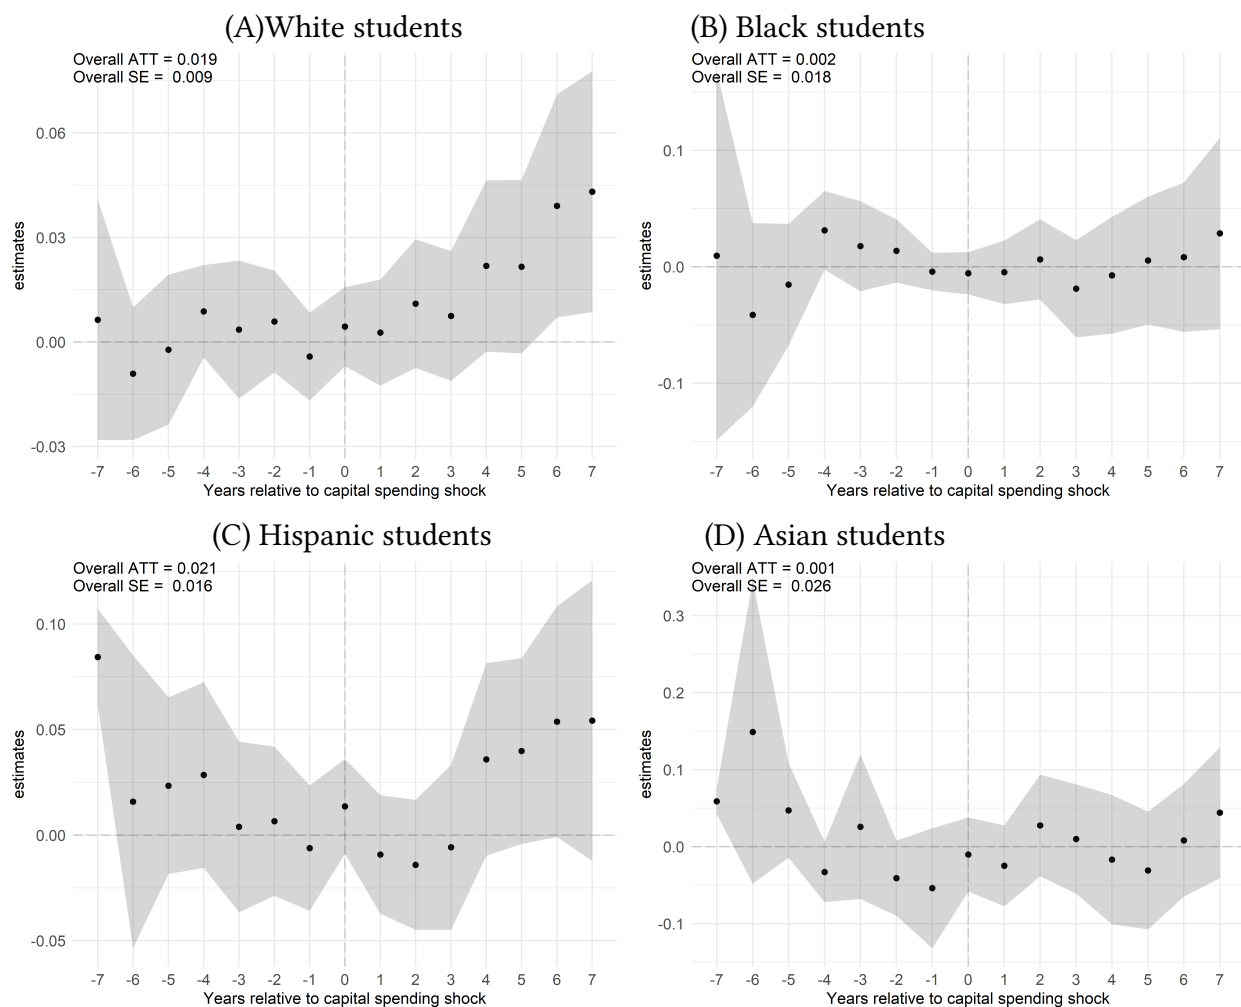 (A)White students
Overall ATT = 0.019
Overall SE = 0.009
0.06
0.03
0.00
-0.03
estimates
-7 -6 -5 -4 -3 -2 -1 0 1 2 3 4 5 6 7
Years relative to capital spending shock
(B) Black students
Overall ATT = 0.002
Overall SE = 0.018
0.1
0.0
-0.1
estimates
-7 -6 -5 -4 -3 -2 -1 0 1 2 3 4 5 6 7
Years relative to capital spending shock
(C) Hispanic students
Overall ATT = 0.021
Overall SE = 0.016
0.10
0.05
0.00
-0.05
estimates
-7 -6 -5 -4 -3 -2 -1 0 1 2 3 4 5 6 7
Years relative to capital spending shock
(D) Asian students
Overall ATT = 0.001
Overall SE = 0.026
0.3
0.2
0.1
0.0
-0.1
estimates
-7 -6 -5 -4 -3 -2 -1 0 1 2 3 4 5 6 7
Years relative to capital spending shock